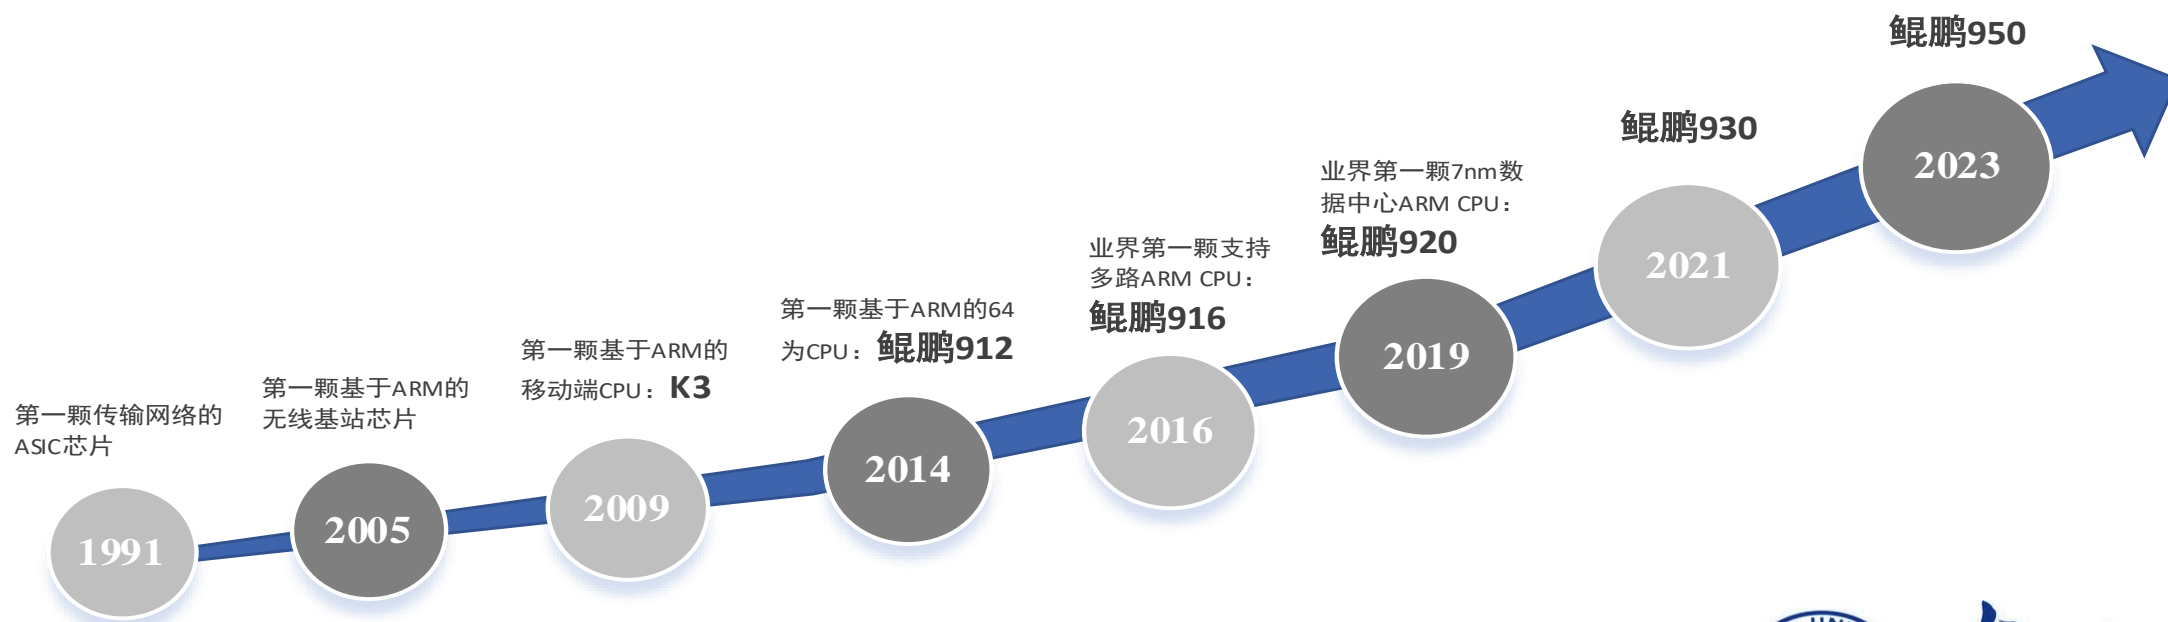 第一颗传输网络的
ASIC芯片
1991
第一颗基于ARM的
无线基站芯片
2005
第一颗基于ARM的
移动端CPU：K3
2009
第一颗基于ARM的64
为CPU：鲲鹏912
2014
业界第一颗支持
多路ARM CPU：
鲲鹏916
2016
业界第一颗7nm数
据中心ARM CPU：
鲲鹏920
2019
鲲鹏930
2021
鲲鹏950
2023